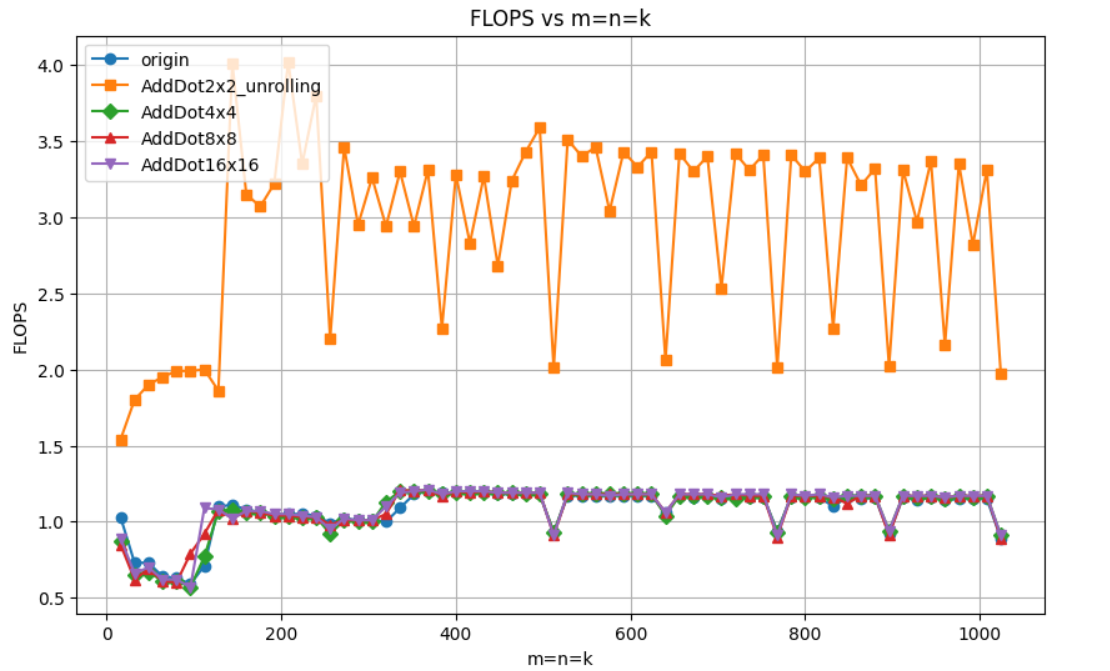 FLOPS vs m=n=k
origin
AddDot2x2_unrolling
AddDot4x4
AddDot8x8
AddDot16x16
FLOPS
4.0
3.5
3.0
2.5
2.0
1.5
1.0
0.5
0 200 400 600 800 1000
m=n=k